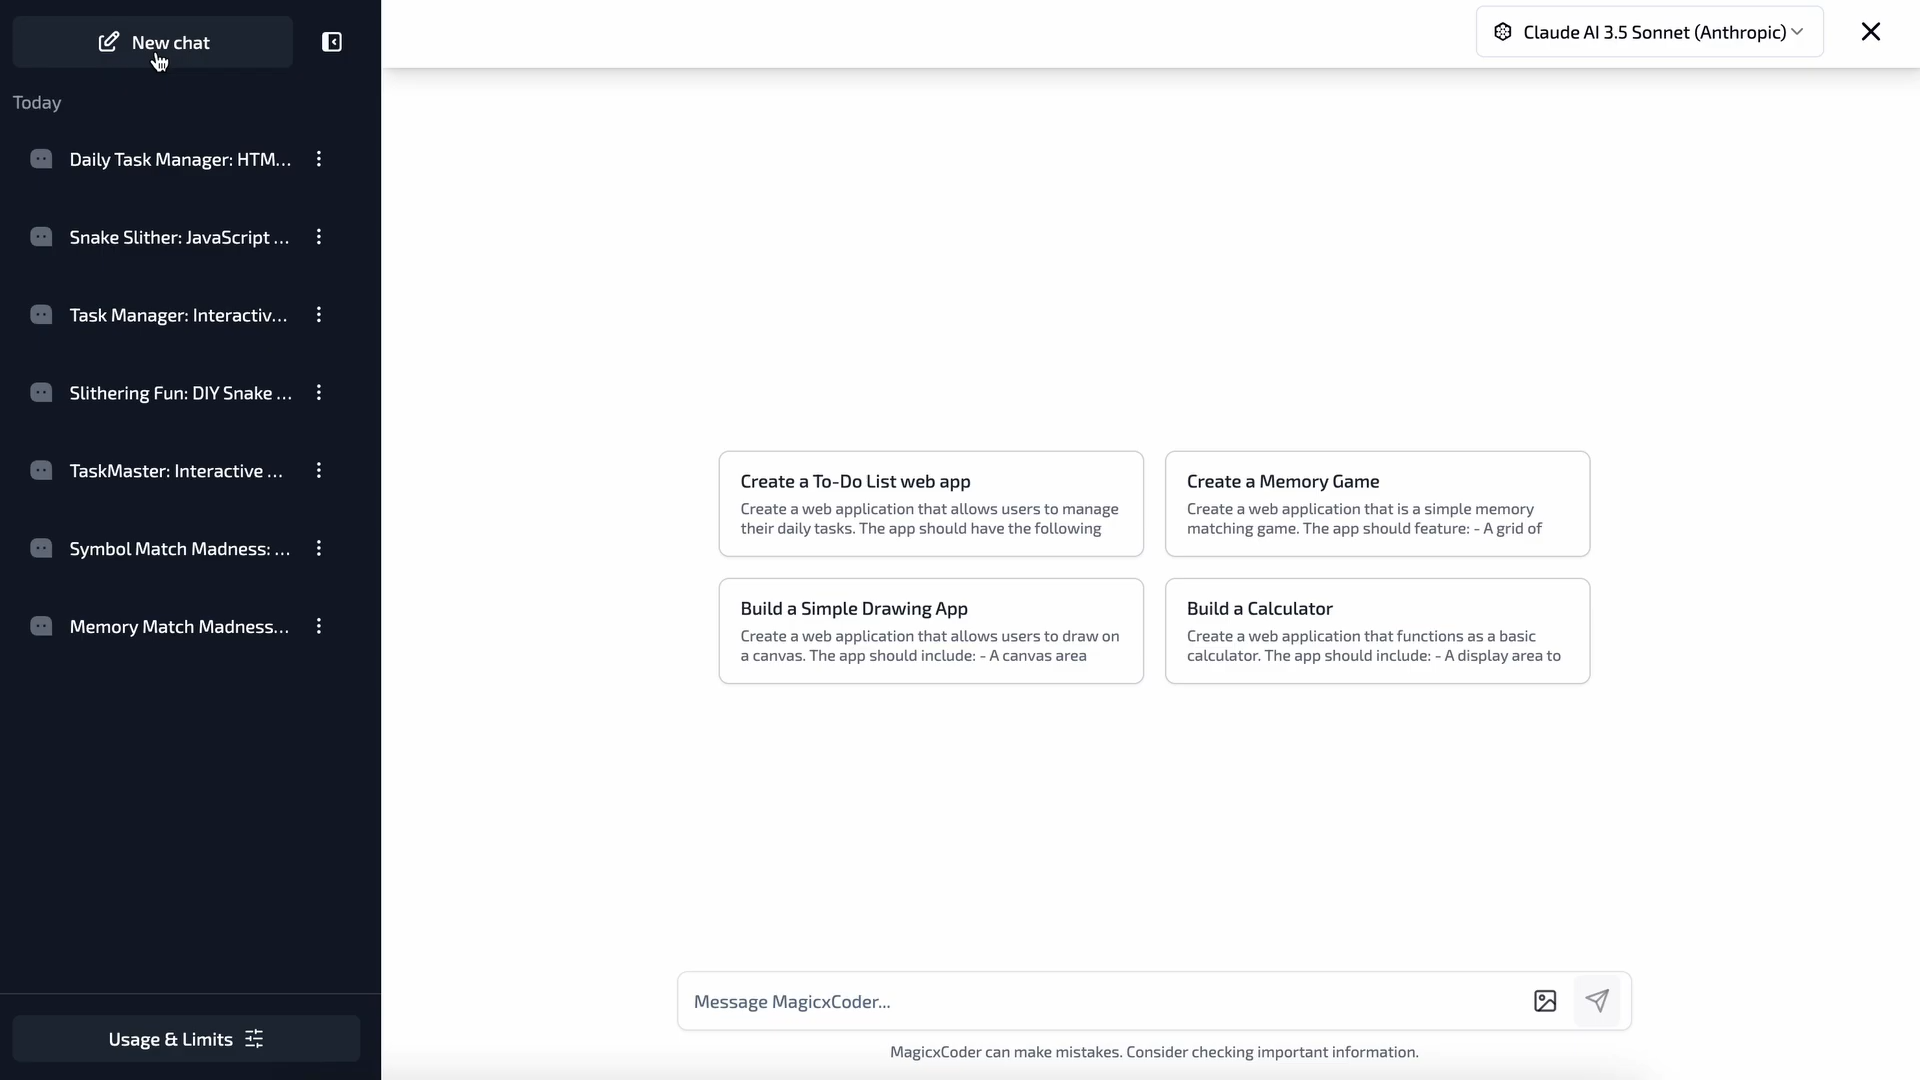 New chat
Today
Daily Task Manager: HTM...
Snake Slither: JavaScript ...
Task Manager: Interactiv...
Slithering Fun: DIY Snake ...
TaskMaster: Interactive ...
Symbol Match Madness: ...
Memory Match Madness...
Usage & Limits
Claude AI 3.5 Sonnet (Anthropic)
Create a To-Do List web app
Create a web application that allows users to manage
their daily tasks. The app should have the following
Create a Memory Game
Create a web application that is a simple memory
matching game. The app should feature: - A grid of
Build a Simple Drawing App
Create a web application that allows users to draw on
a canvas. The app should include: - A canvas area
Build a Calculator
Create a web application that functions as a basic
calculator. The app should include: - A display area to
Message MagicxCoder...
MagicxCoder can make mistakes. Consider checking important information.